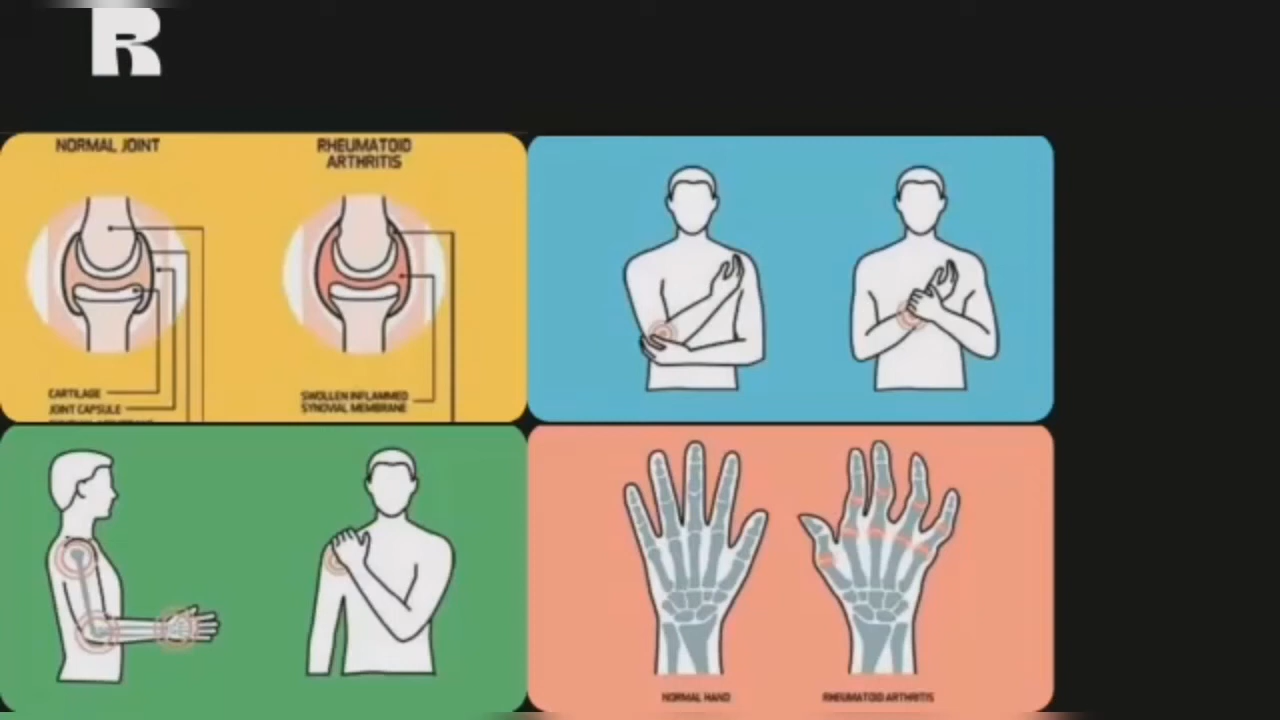 R
NORMAL JOINT
RHEUMATOID
ARTHRITIS
CARTILAGE
JOINT CAPSULE
SWOLLEN INFLAMMED
SYNOVIAL MEMBRANE
NORMAL HAND
RHEUMATOID ARTHRITIS